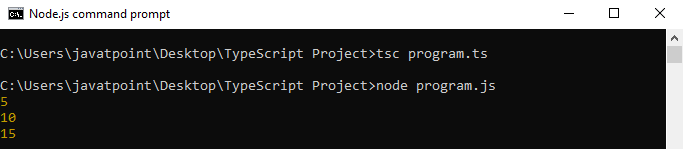 Node.js command prompt
C:\Users\javatpoint\Desktop\TypeScript Project>tsc program.ts
C:\Users\javatpoint\Desktop\TypeScript Project>node program.js
5
10
15